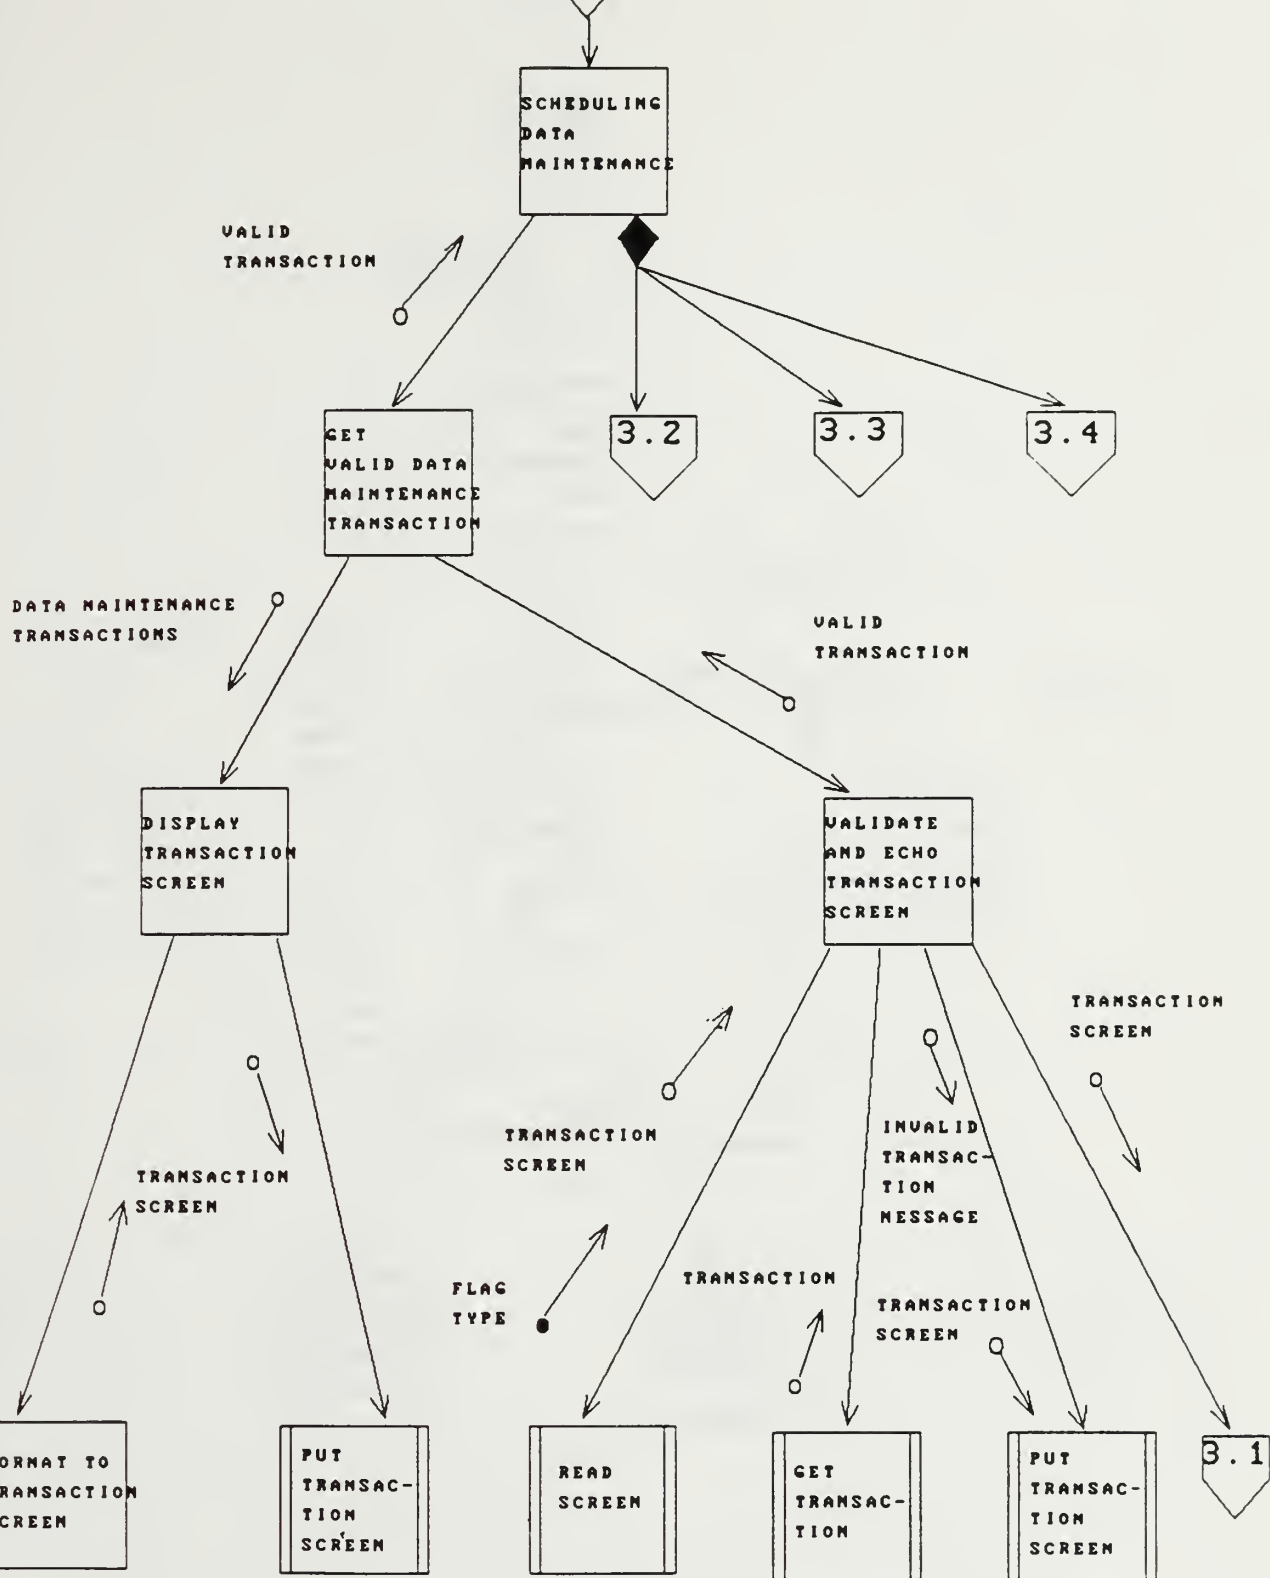 SCHEDULING
DATA
MAINTENANCE
VALID
TRANSACTION
GET
VALID DATA
MAINTENANCE
TRANSACTION
3.2
3.3
3.4
DATA MAINTENANCE
TRANSACTIONS
VALID
TRANSACTION
DISPLAY
TRANSACTION
SCREEN
VALIDATE
AND ECHO
TRANSACTION
SCREEN
TRANSACTION
SCREEN
TRANSACTION
SCREEN
INVALID
TRANSAC-
TION
MESSAGE
TRANSACTION
SCREEN
FLAG
TYPE
TRANSACTION
TRANSACTION
SCREEN
ORMAT TO
RANSACTION
CREEN
PUT
TRANSAC-
TION
SCREEN
READ
SCREEN
GET
TRANSAC-
TION
PUT
TRANSAC-
TION
SCREEN
3.1